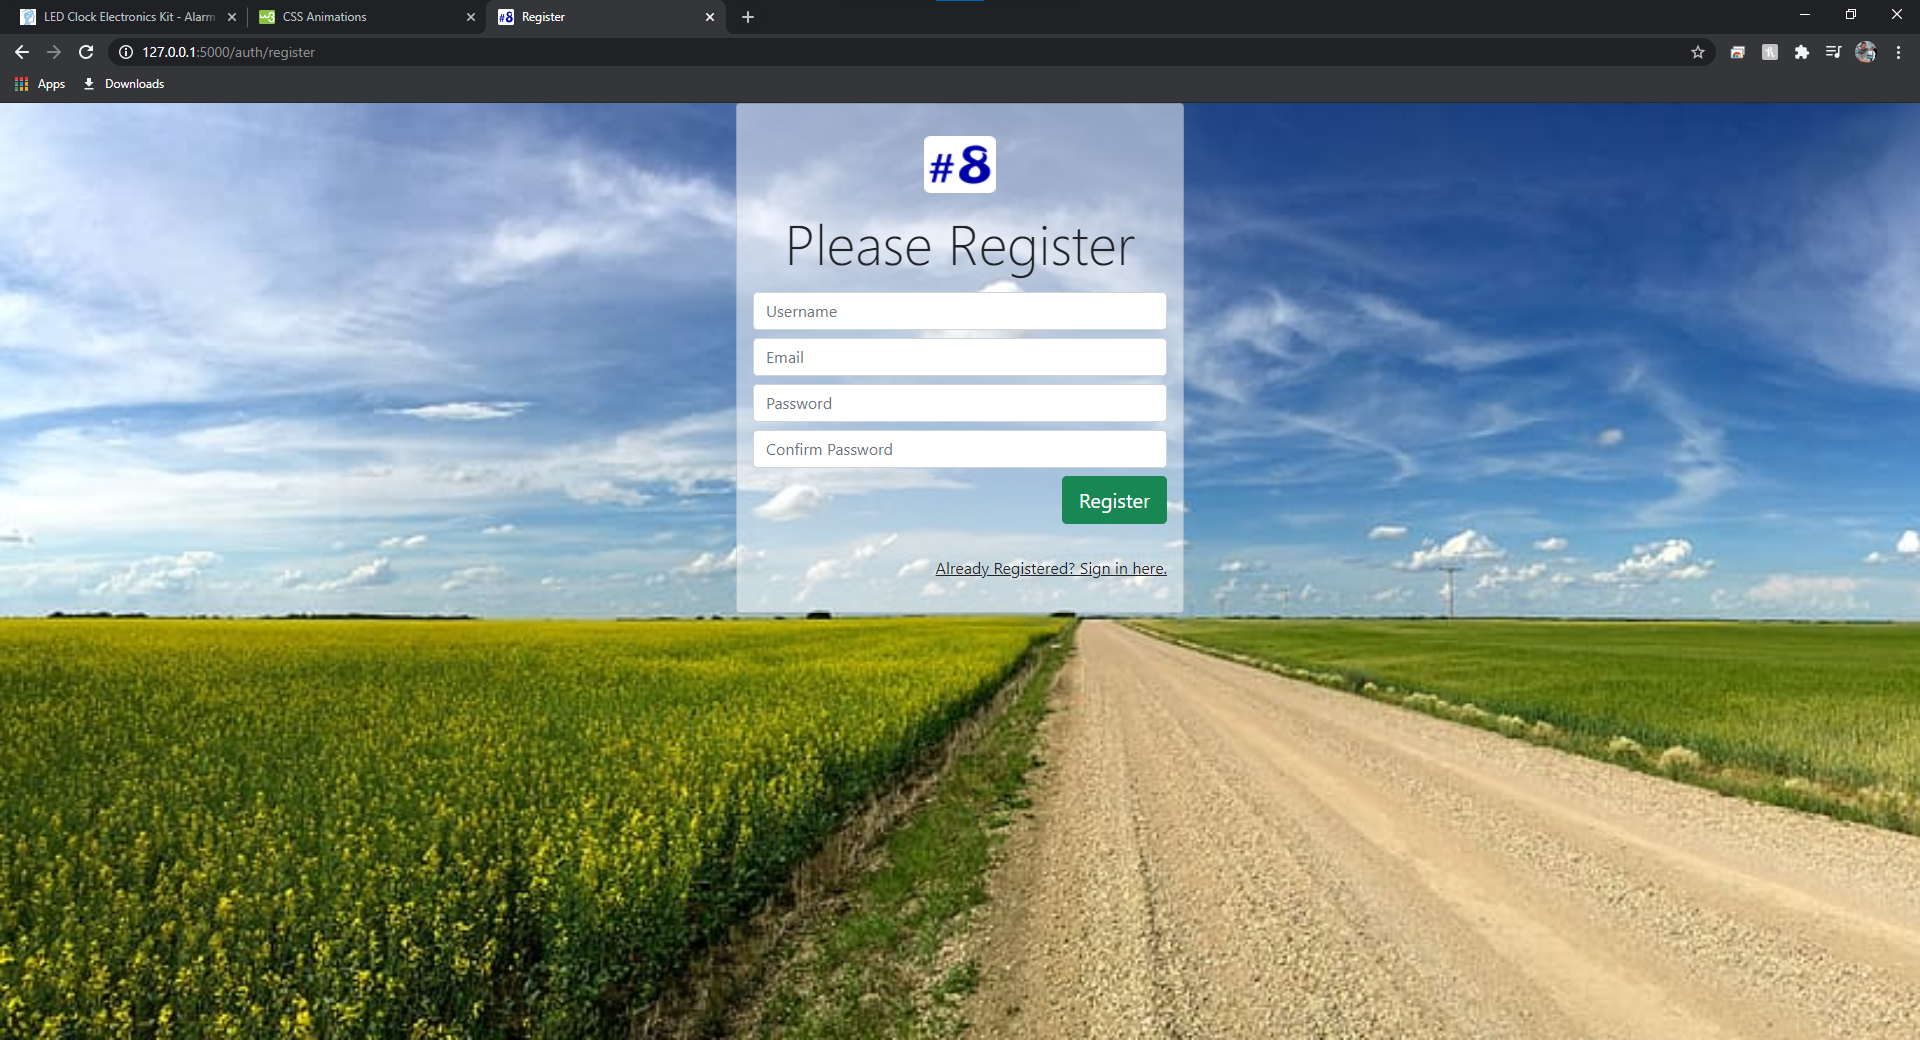 LED Clock Electronics Kit - Alarm
CSS Animations
#8
Register
127.0.0.1:5000/auth/register
Apps
Downloads
#8
Please Register
Username
Email
Password
Confirm Password
Register
Already Registered? Sign in here.